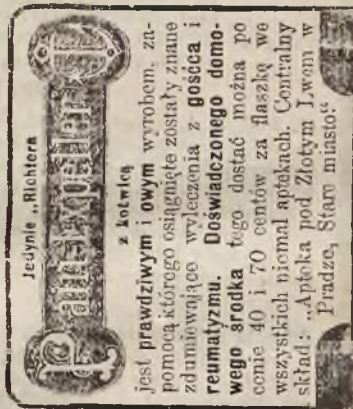 Jedynie „Richtera
Pain-Expeller
z kotwicą
jest prawdziwym i owym wyrobem, za-
pomocą którego osiągnięte zostały znane
zdumiewające wyleczenia z gośćca i
reumatyzmu. Doświadczonego domo-
wego środka tego dostać można po
cenie 40 i 70 centów za flaszkę we
wszystkich niemal aptekach. Centralny
skład: „Apteka pod Złotym Lwem w
Pradze, Stare miasto“